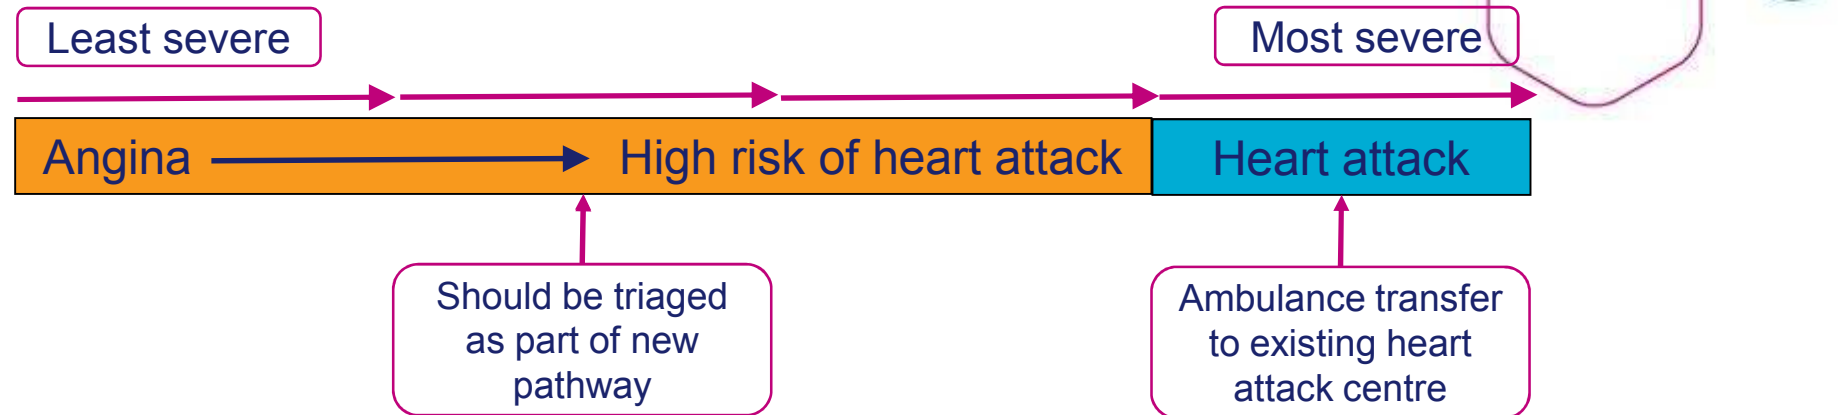 Least severe
Most severe
Angina
High risk of heart attack
Heart attack
Should be triaged
as part of new
pathway
Ambulance transfer
to existing heart
attack centre